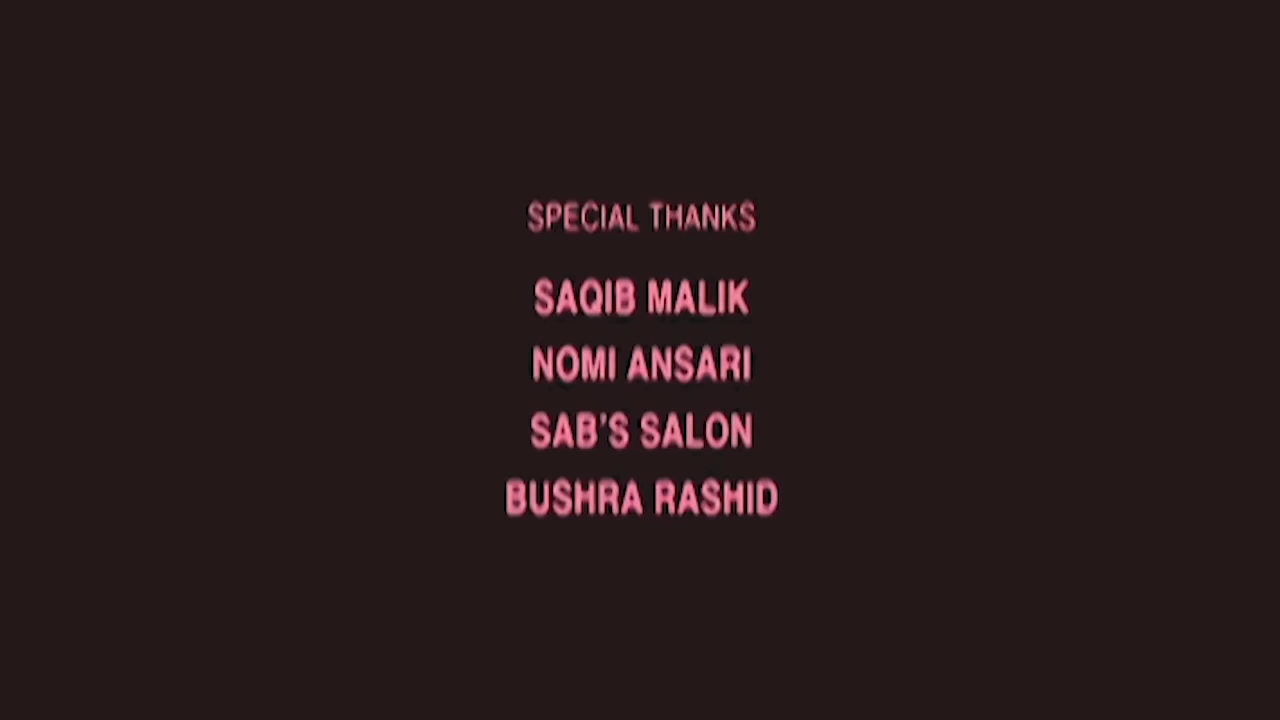 SPECIAL THANKS
SAQIB MALIK
NOMI ANSARI
SAB'S SALON
BUSHRA RASHID